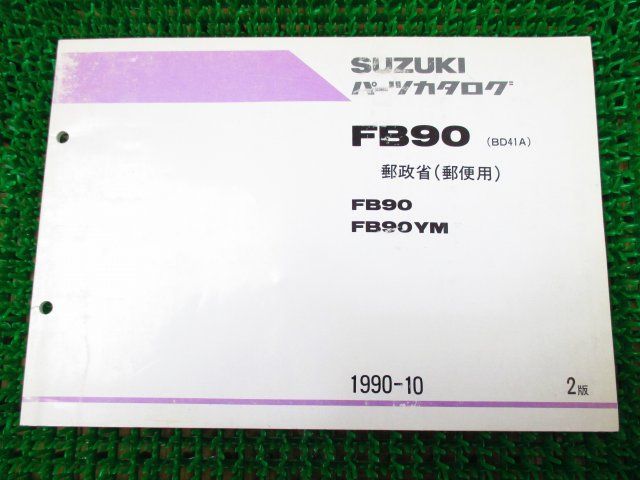 SUZUKI
パーツカタログ
FB90 (BD41A)
郵政省(郵便用)
FB90
FB90YM
1990-10 2版